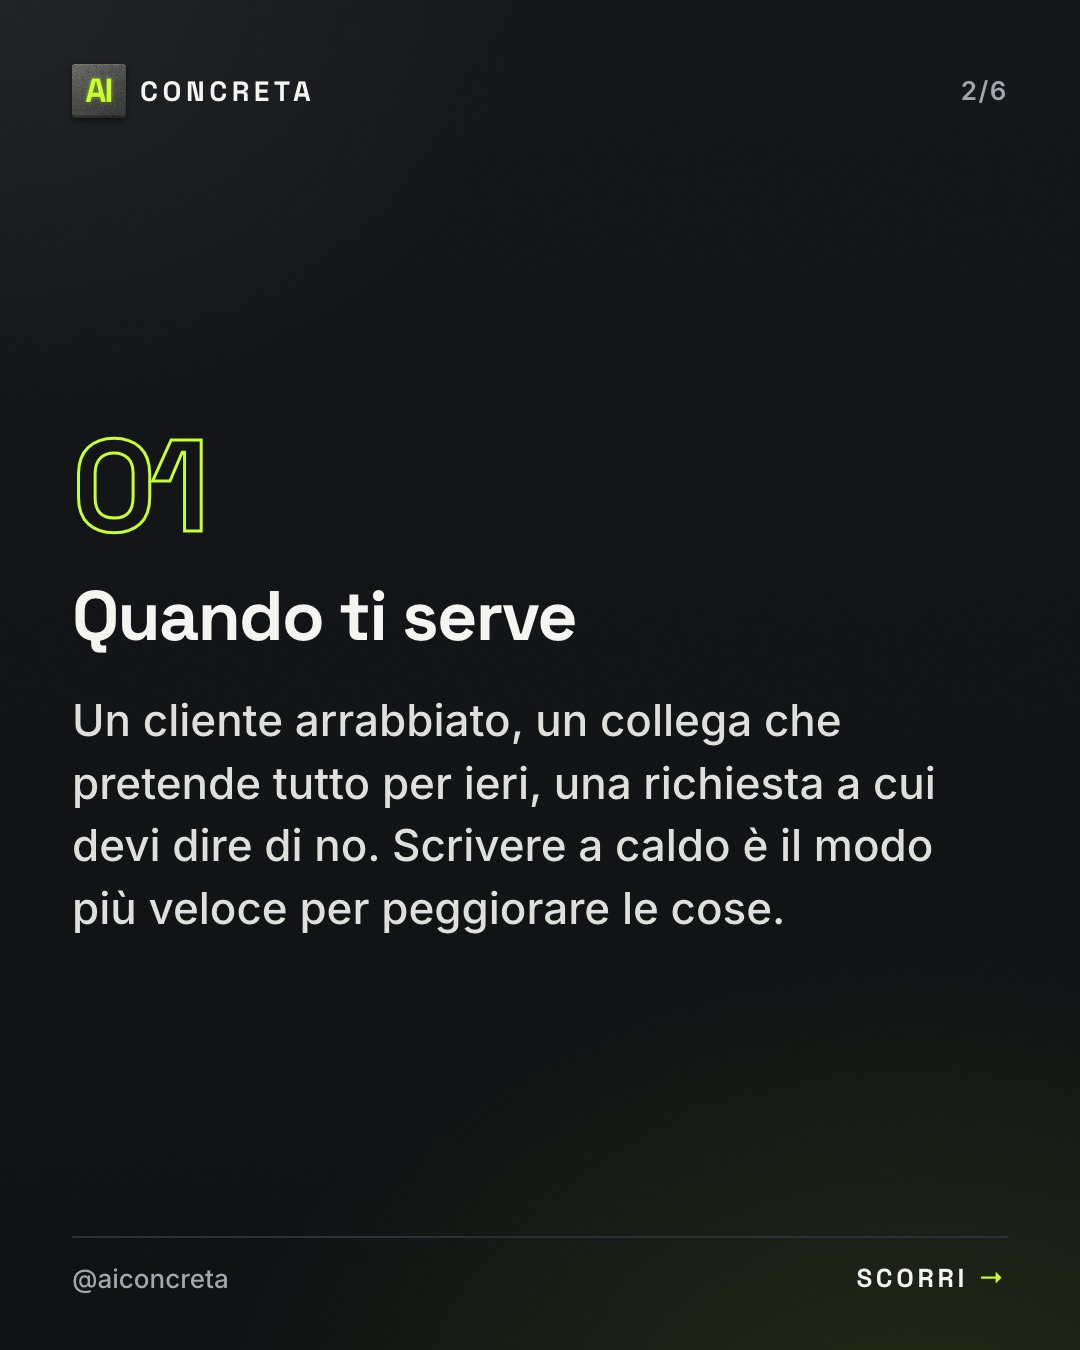 AI CONCRETA
2/6
01
Quando ti serve
Un cliente arrabbiato, un collega che
pretende tutto per ieri, una richiesta a cui
devi dire di no. Scrivere a caldo è il modo
più veloce per peggiorare le cose.
@aiconcreta
SCORRI →